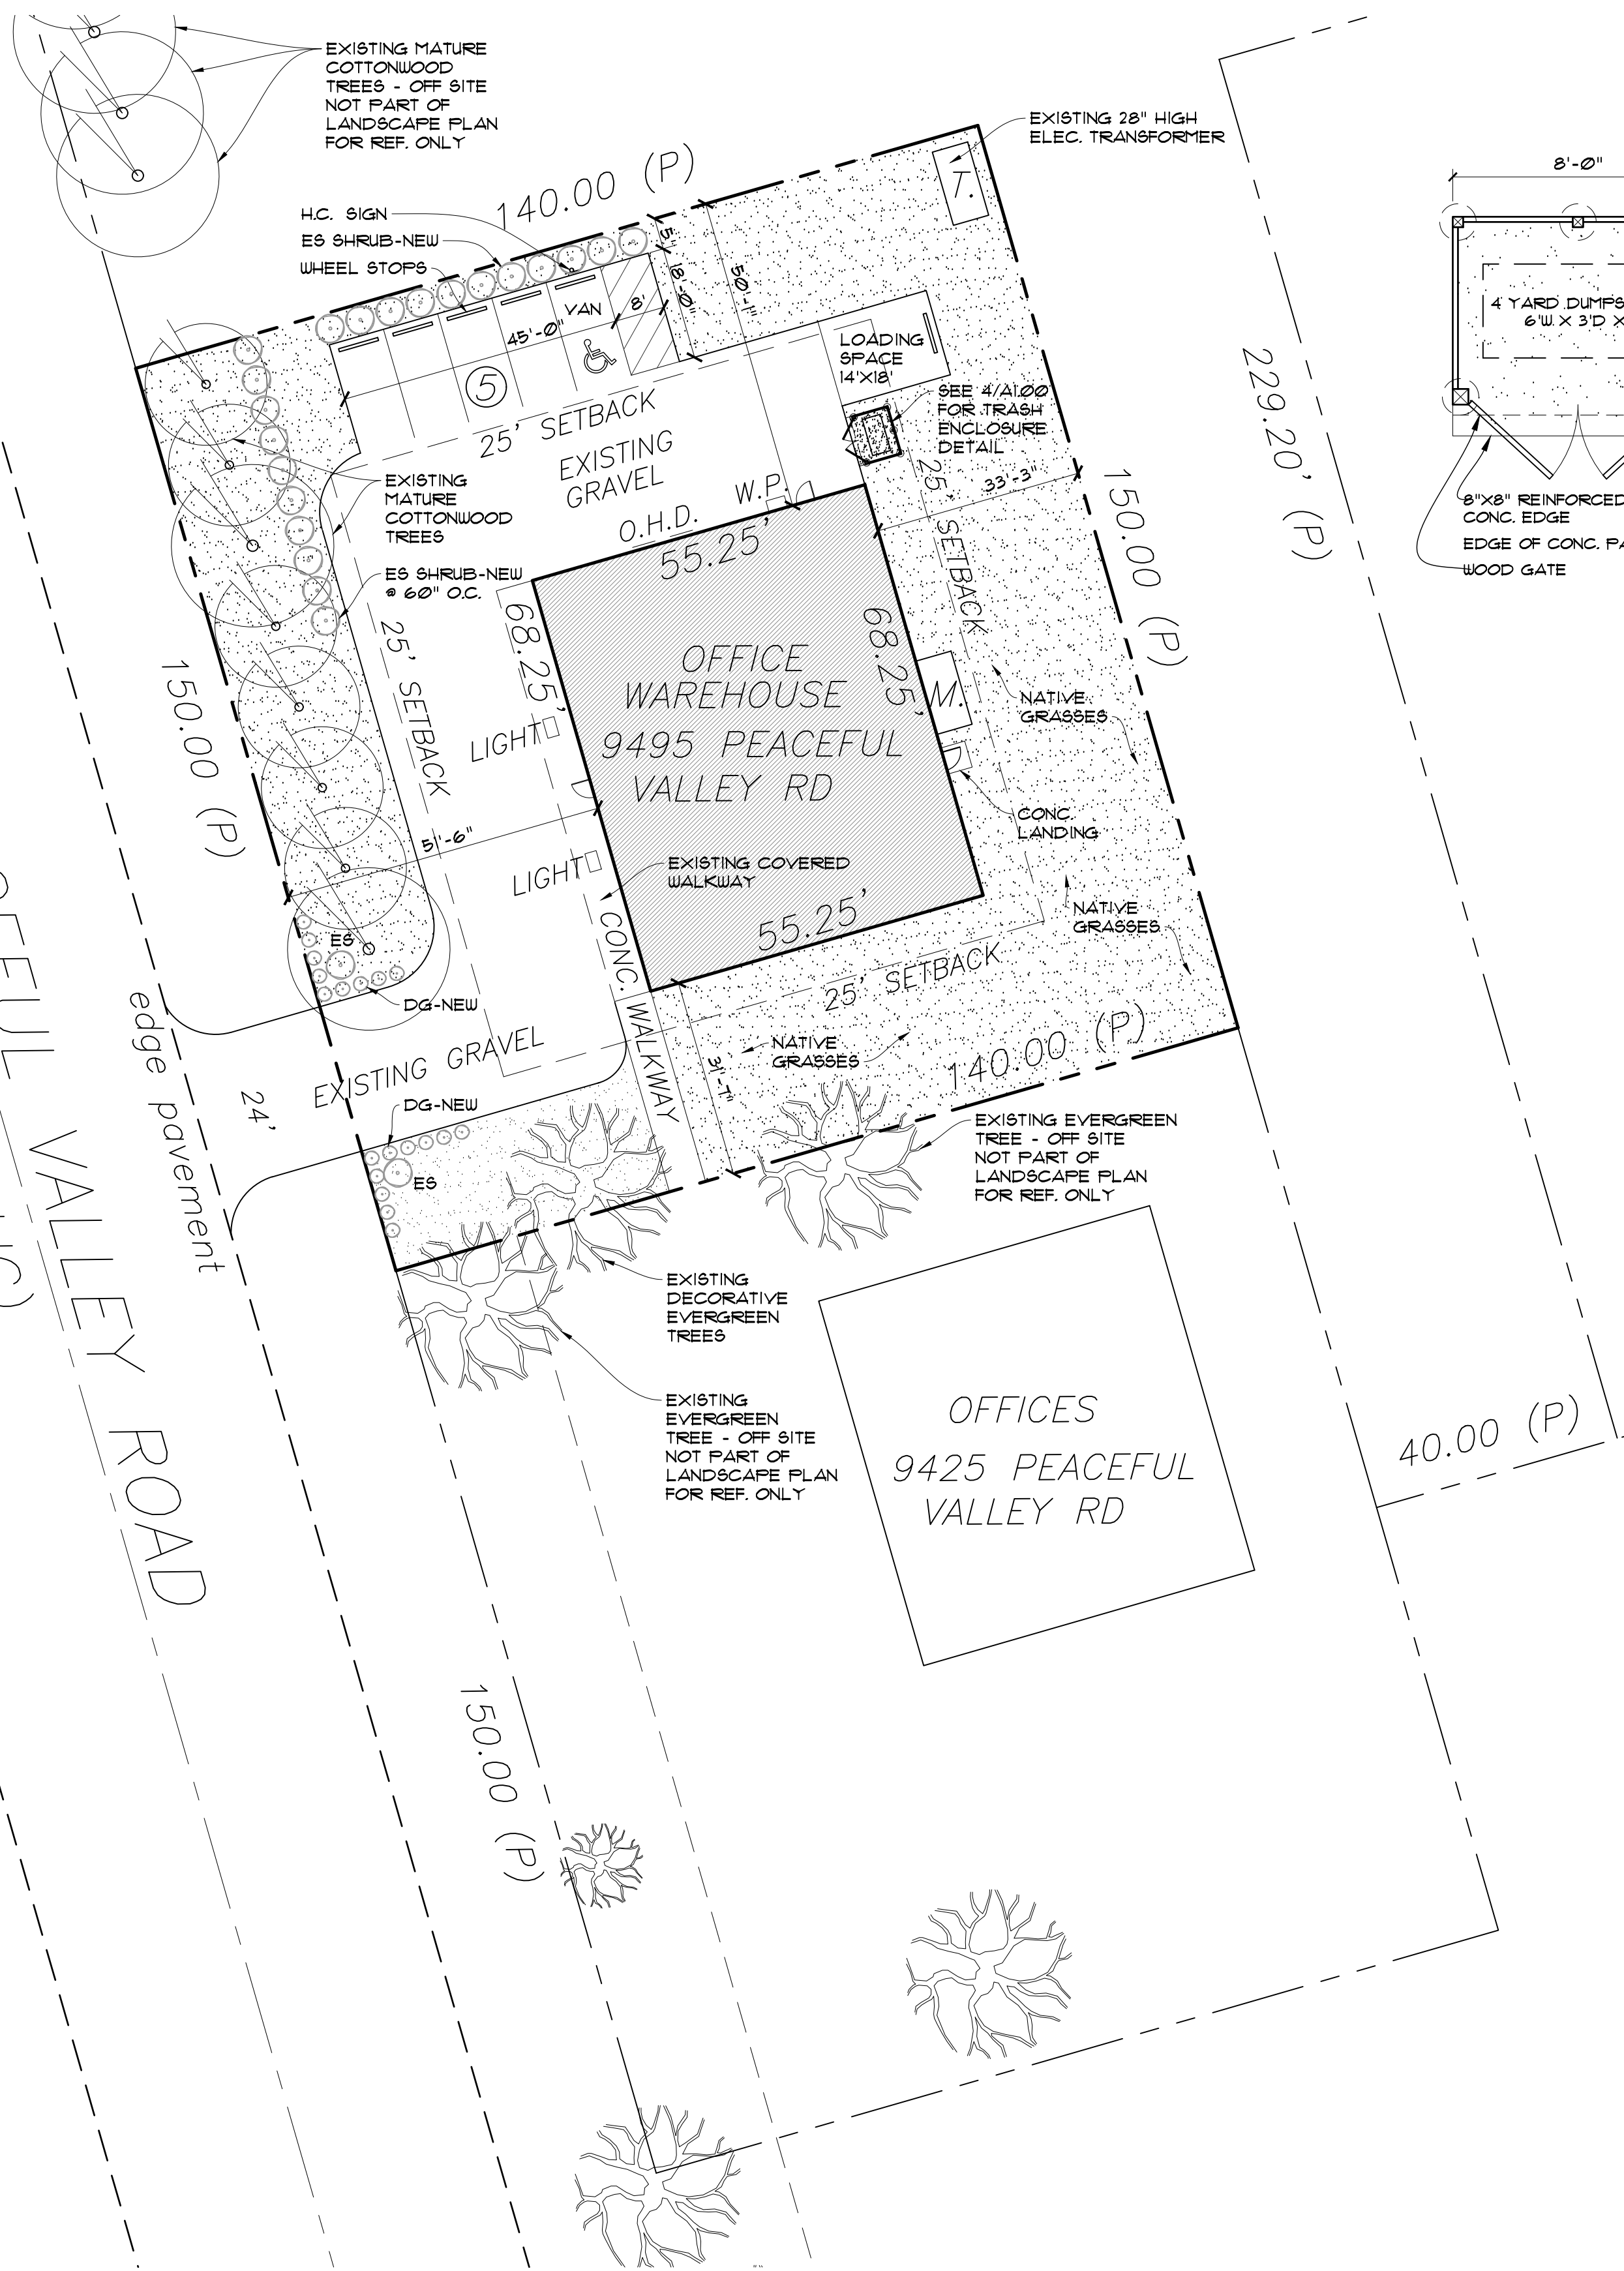 EXISTING MATURE
COTTONWOOD
TREES - OFF SITE
NOT PART OF
LANDSCAPE PLAN
FOR REF. ONLY
EXISTING 28" HIGH
ELEC. TRANSFORMER
T.
8'-0"
140.00 (P)
H.C. SIGN
ES SHRUB-NEW
WHEEL STOPS
5'
18'-0"
50'-1"
VAN
8'
45'-0"
5
LOADING
SPACE
14'X18'
SEE 4/A1.00
FOR TRASH
ENCLOSURE
DETAIL
229.20' (P)
25' SETBACK
EXISTING
GRAVEL
W.P.
O.H.D.
33'-3"
25' SETBACK
150.00 (P)
8"X8" REINFORCED
CONC. EDGE
WOOD GATE
EXISTING
MATURE
COTTONWOOD
TREES
ES SHRUB-NEW
@ 60" O.C.
55.25'
68.25'
68.25'
25' SETBACK
150.00 (P)
OFFICE
WAREHOUSE
9495 PEACEFUL
VALLEY RD
M.
NATIVE
GRASSES
LIGHT
CONC.
LANDING
LIGHT
EXISTING COVERED
WALKWAY
55.25'
CONC. WALKWAY
NATIVE
GRASSES
ES
DG-NEW
25' SETBACK
EXISTING GRAVEL
NATIVE
GRASSES
140.00 (P)
edge pavement
24'
DG-NEW
ES
EXISTING EVERGREEN
TREE - OFF SITE
NOT PART OF
LANDSCAPE PLAN
FOR REF. ONLY
EXISTING
DECORATIVE
EVERGREEN
TREES
EXISTING
EVERGREEN
TREE - OFF SITE
NOT PART OF
LANDSCAPE PLAN
FOR REF. ONLY
VALLEY ROAD
OFFICES
9425 PEACEFUL
VALLEY RD
40.00 (P)
150.00 (P)